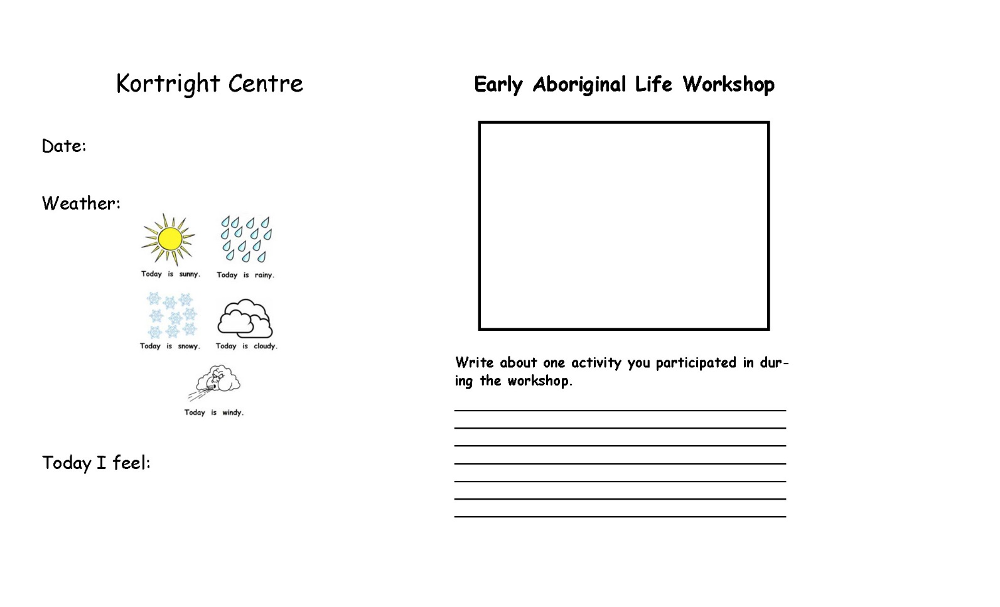 Kortright Centre
Date:
Weather:
Today is sunny.
Today is rainy.
Today is snowy.
Today is cloudy.
Today is windy.
Today I feel:
Early Aboriginal Life Workshop
Write about one activity you participated in dur-
ing the workshop.